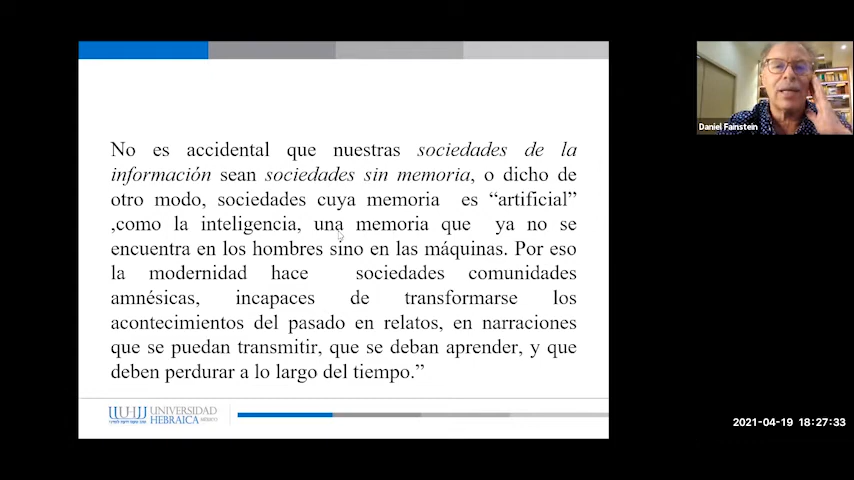 No es accidental que nuestras sociedades de la
información sean sociedades sin memoria, o dicho de
otro modo, sociedades cuya memoria es “artificial”
,como la inteligencia, una memoria que ya no se
encuentra en los hombres sino en las máquinas. Por eso
la modernidad hace sociedades comunidades
amnésicas, incapaces de transformarse los
acontecimientos del pasado en relatos, en narraciones
que se puedan transmitir, que se deban aprender, y que
deben perdurar a lo largo del tiempo.”
UNIVERSIDAD
HEBRAICA MÉXICO
Daniel Fainstein
2021-04-19 18:27:33